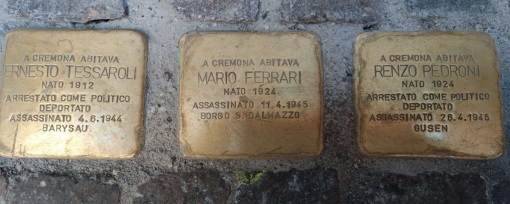 A CREMONA ABITAVA
ERNESTO TESSAROLI
NATO 1912
ARRESTATO COME POLITICO
DEPORTATO
ASSASSINATO 4.6.1944
BARYSAU
A CREMONA ABITAVA
MARIO FERRARI
NATO 1924
ASSASSINATO 11.4.1945
BORGO S. DALMAZZO
A CREMONA ABITAVA
RENZO PEDRONI
NATO 1924
ARRESTATO COME POLITICO
DEPORTATO
ASSASSINATO 26.4.1945
GUSEN